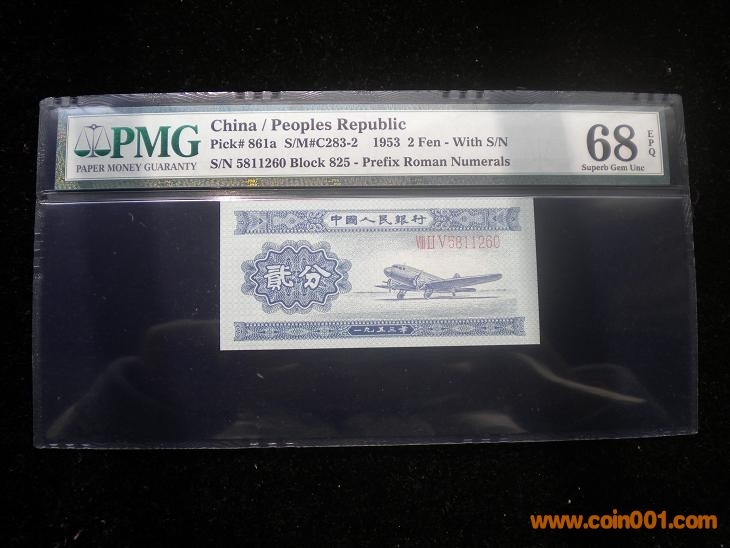 PMG
PAPER MONEY GUARANTY
China / Peoples Republic
Pick# 861a S/M#C283-2 1953 2 Fen - With S/N
S/N 5811260 Block 825 - Prefix Roman Numerals
68
EPQ
Superb Gem Unc
中國人民銀行
VIII II V 5811260
貳分
一九五三年
www.coin001.com